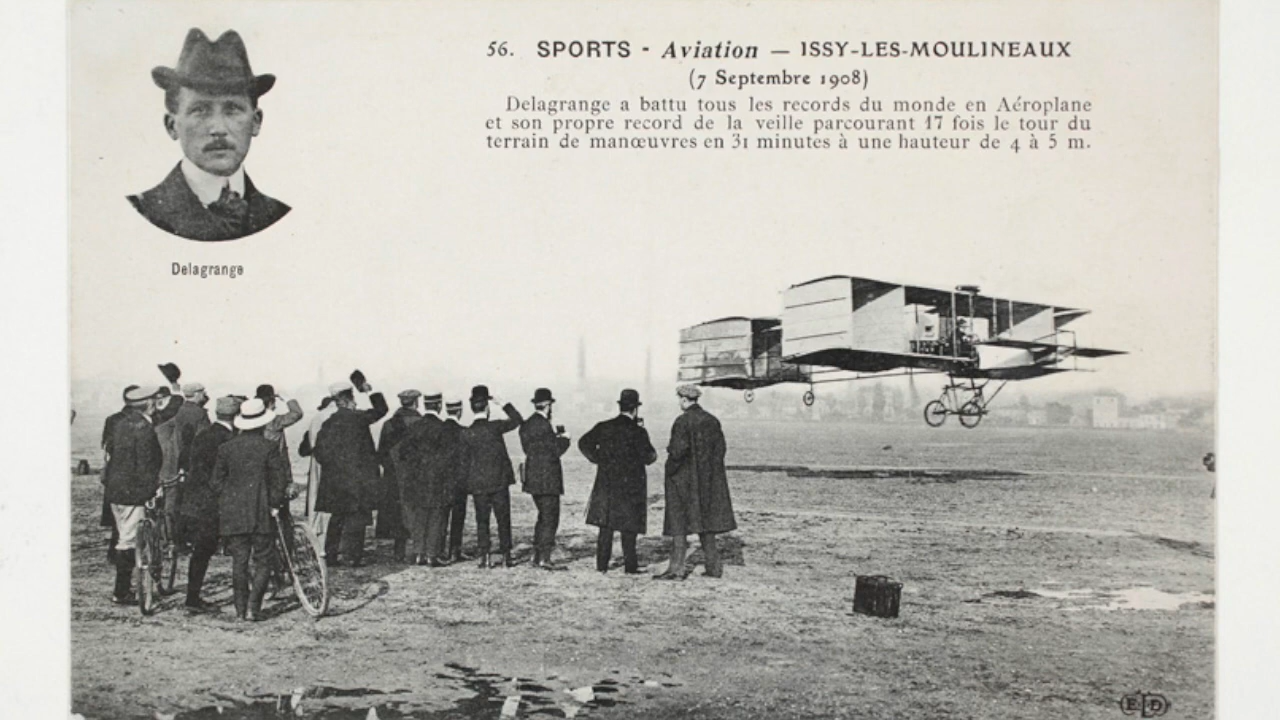 56. SPORTS - Aviation — ISSY-LES-MOULINEAUX
(7 Septembre 1908)
Delagrange a battu tous les records du monde en Aéroplane
et son propre record de la veille parcourant 17 fois le tour du
terrain de manœuvres en 31 minutes à une hauteur de 4 à 5 m.
Delagrange
ELD